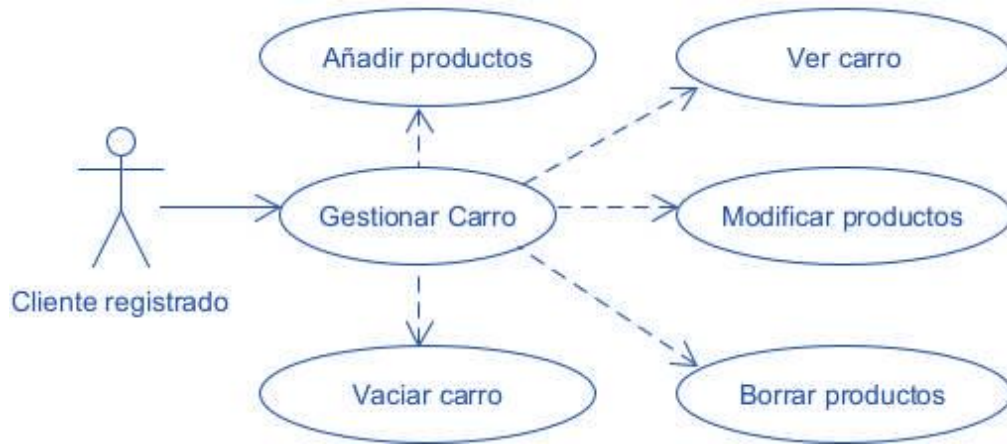 Añadir productos
Ver carro
Gestionar Carro
Modificar productos
Cliente registrado
Vaciar carro
Borrar productos